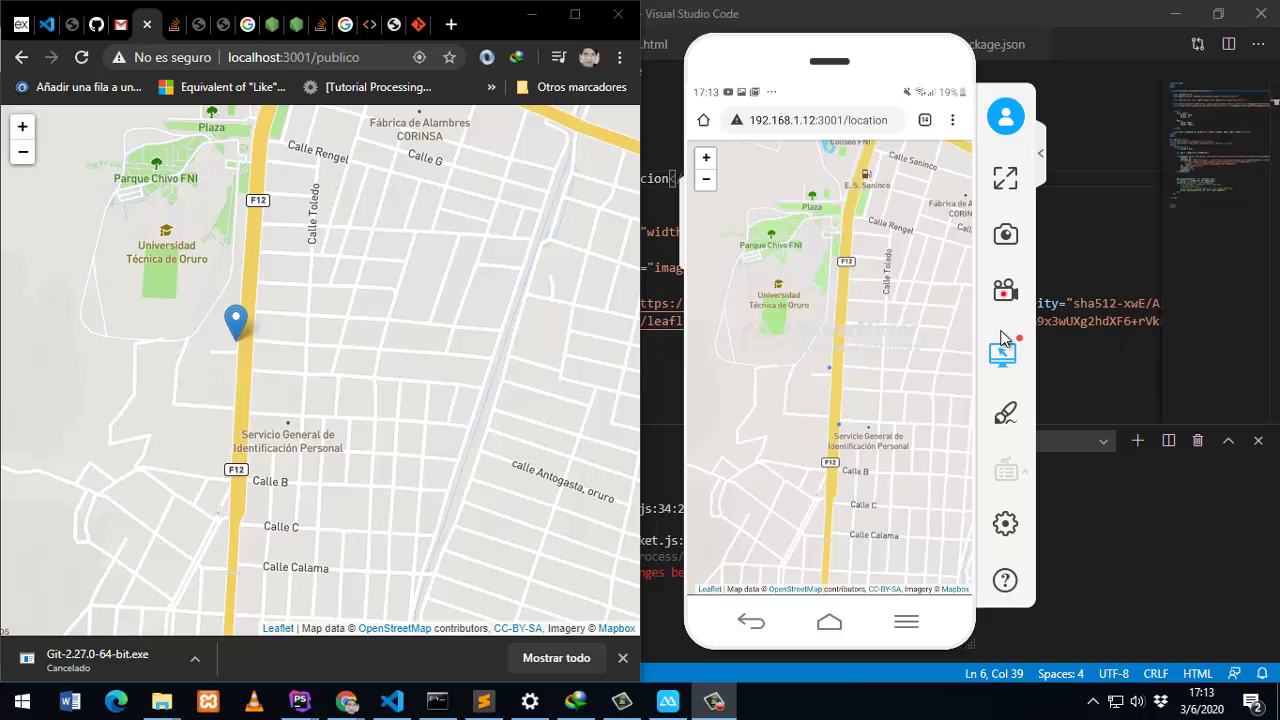 Visual Studio Code
.html
ckage.json
No es seguro
localhost:3001/publico
Añadir fila a una u...
Equivalent of "Like...
[Tutorial Processing...
Otros marcadores
+
−
Plaza
Parque Chivo FNI
Universidad
Técnica de Oruro
Fábrica de Alambres
CORINSA
Calle Rengel
Calle G
F12
Calle Toledo
Servicio General de
Identificación Personal
F12
Calle B
calle Antogasta, oruro
Calle C
Calle Calama
Leaflet | Map data © OpenStreetMap contributors, CC-BY-SA, Imagery © Mapbox
Git-2.27.0-64-bit.exe
Cancelado
Mostrar todo
17:13
19%
192.168.1.12:3001/location
14
+
−
Coliseo FNI
Calle Saninco
E. S. Saninco
Plaza
Fábrica de A
CORIN
Calle Rengel
Parque Chivo FNI
F12
Calle Toledo
Universidad
Técnica de Oruro
Servicio General de
Identificación Personal
F12
Calle B
Calle C
Calle Calama
Leaflet | Map data © OpenStreetMap contributors, CC-BY-SA, Imagery © Mapbox
cion<
"width
="imag
https:/
/leafl
ity="sha512-xwE/A
9x3wUXg2hdXF6+rVk
js:34:2
ket.js:
rocess/
nges be
Ln 6, Col 39
Spaces: 4
UTF-8
CRLF
HTML
17:13
3/6/2020
2